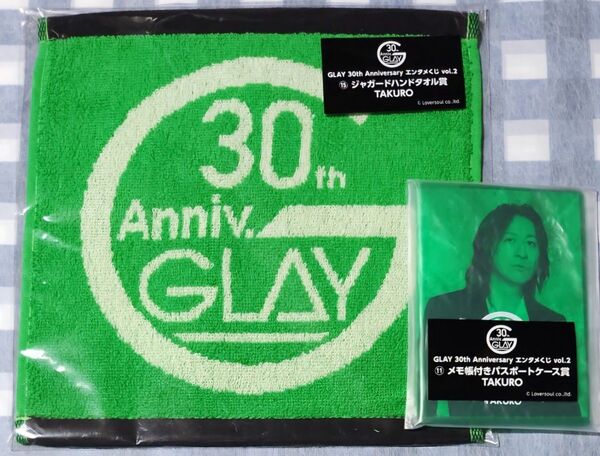 30th
Anniv.
GLAY
30th
Anniv.
GLAY
GLAY 30th Anniversary エンタメくじ vol.2
⑮ ジャガードハンドタオル賞
TAKURO
© Loversoul co.,ltd.
30th
Anniv.
GLAY
GLAY 30th Anniversary エンタメくじ vol.2
⑪ メモ帳付きパスポートケース賞
TAKURO
© Loversoul co.,ltd.
TAKURO